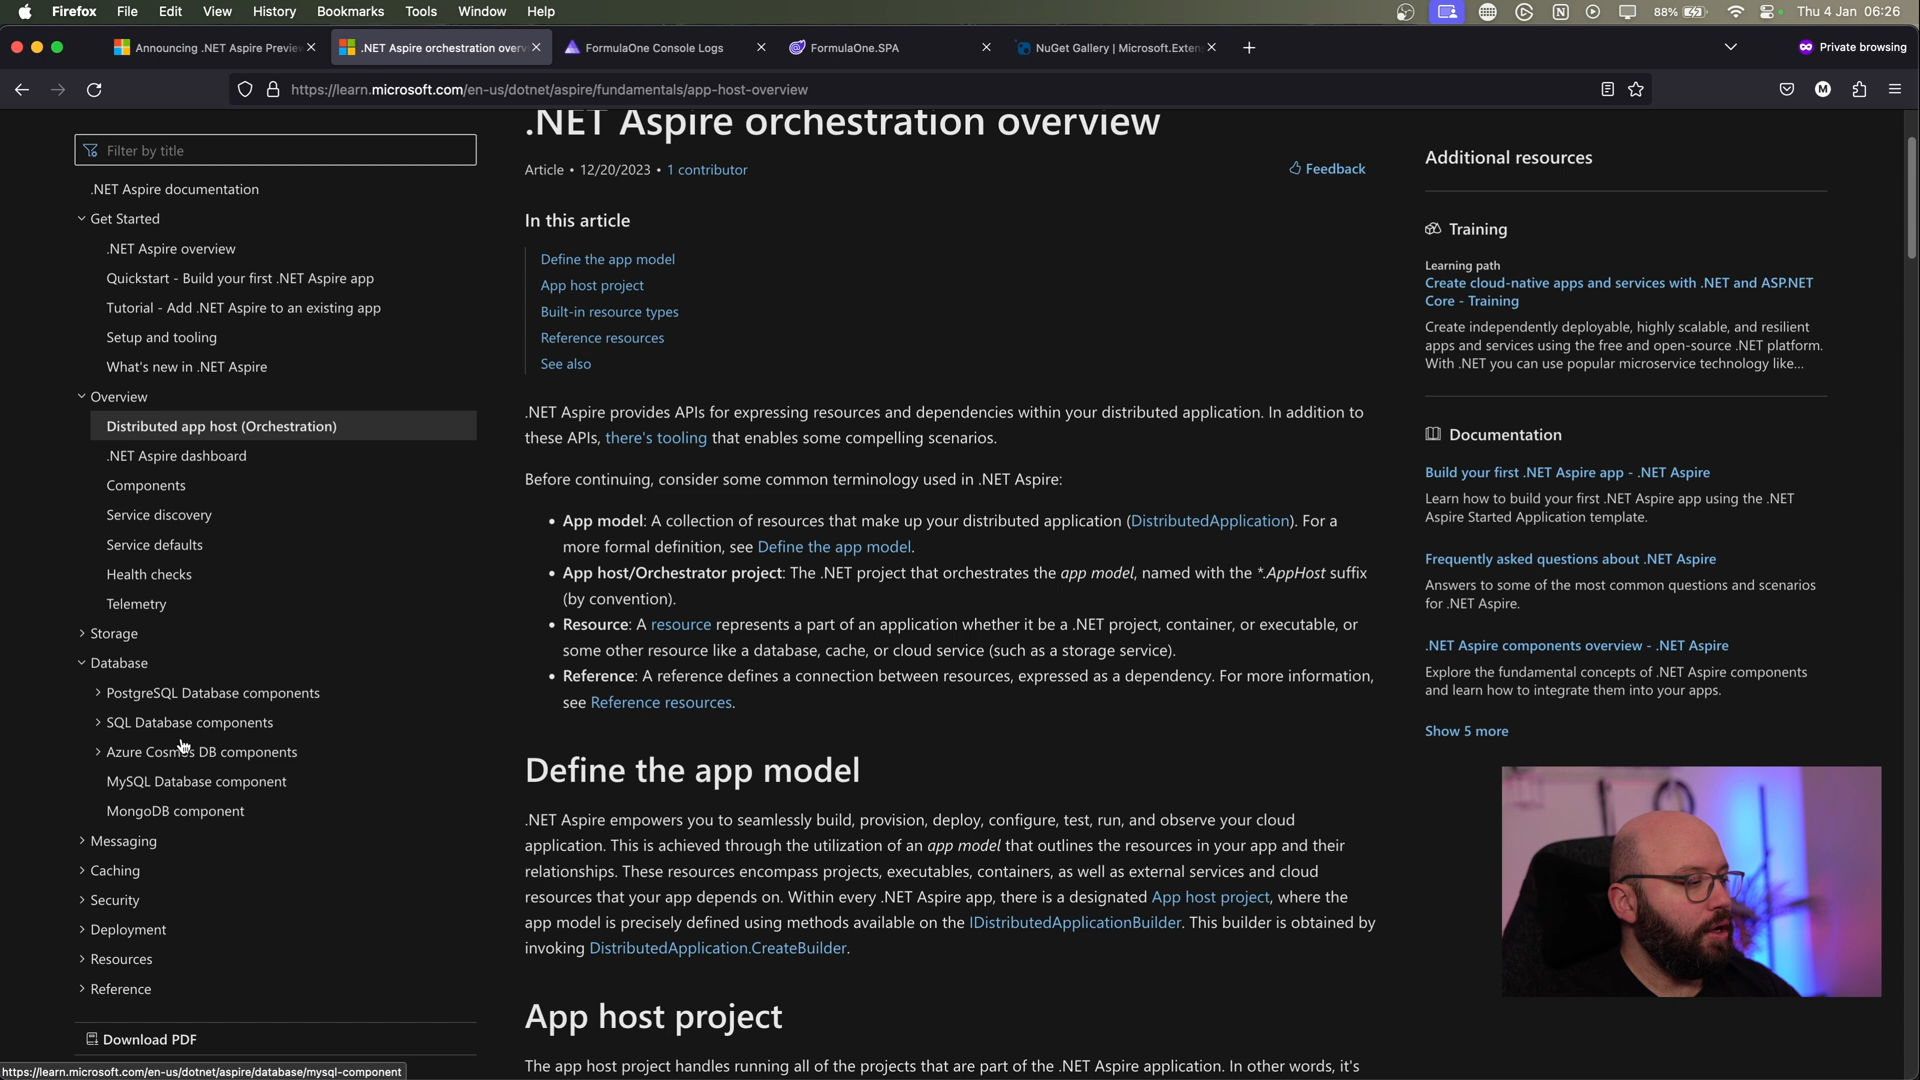 Firefox File Edit View History Bookmarks Tools Window Help 88% Thu 4 Jan 06:26
Announcing .NET Aspire Previe .NET Aspire orchestration overv FormulaOne Console Logs FormulaOne.SPA NuGet Gallery | Microsoft.Exten Private browsing
https://learn.microsoft.com/en-us/dotnet/aspire/fundamentals/app-host-overview
Filter by title
.NET Aspire documentation
Get Started
.NET Aspire overview
Quickstart - Build your first .NET Aspire app
Tutorial - Add .NET Aspire to an existing app
Setup and tooling
What's new in .NET Aspire
Overview
Distributed app host (Orchestration)
.NET Aspire dashboard
Components
Service discovery
Service defaults
Health checks
Telemetry
Storage
Database
PostgreSQL Database components
SQL Database components
Azure Cosmos DB components
MySQL Database component
MongoDB component
Messaging
Caching
Security
Deployment
Resources
Reference
Download PDF
https://learn.microsoft.com/en-us/dotnet/aspire/database/mysql-component
.NET Aspire orchestration overview
Article • 12/20/2023 • 1 contributor
Feedback
In this article
Define the app model
App host project
Built-in resource types
Reference resources
See also
.NET Aspire provides APIs for expressing resources and dependencies within your distributed application. In addition to
these APIs, there's tooling that enables some compelling scenarios.
Before continuing, consider some common terminology used in .NET Aspire:
• App model: A collection of resources that make up your distributed application (DistributedApplication). For a
more formal definition, see Define the app model.
• App host/Orchestrator project: The .NET project that orchestrates the app model, named with the *.AppHost suffix
(by convention).
• Resource: A resource represents a part of an application whether it be a .NET project, container, or executable, or
some other resource like a database, cache, or cloud service (such as a storage service).
• Reference: A reference defines a connection between resources, expressed as a dependency. For more information,
see Reference resources.
Define the app model
.NET Aspire empowers you to seamlessly build, provision, deploy, configure, test, run, and observe your cloud
application. This is achieved through the utilization of an app model that outlines the resources in your app and their
relationships. These resources encompass projects, executables, containers, as well as external services and cloud
resources that your app depends on. Within every .NET Aspire app, there is a designated App host project, where the
app model is precisely defined using methods available on the IDistributedApplicationBuilder. This builder is obtained by
invoking DistributedApplication.CreateBuilder.
App host project
The app host project handles running all of the projects that are part of the .NET Aspire application. In other words, it's
Additional resources
Training
Learning path
Create cloud-native apps and services with .NET and ASP.NET
Core - Training
Create independently deployable, highly scalable, and resilient
apps and services using the free and open-source .NET platform.
With .NET you can use popular microservice technology like...
Documentation
Build your first .NET Aspire app - .NET Aspire
Learn how to build your first .NET Aspire app using the .NET
Aspire Started Application template.
Frequently asked questions about .NET Aspire
Answers to some of the most common questions and scenarios
for .NET Aspire.
.NET Aspire components overview - .NET Aspire
Explore the fundamental concepts of .NET Aspire components
and learn how to integrate them into your apps.
Show 5 more